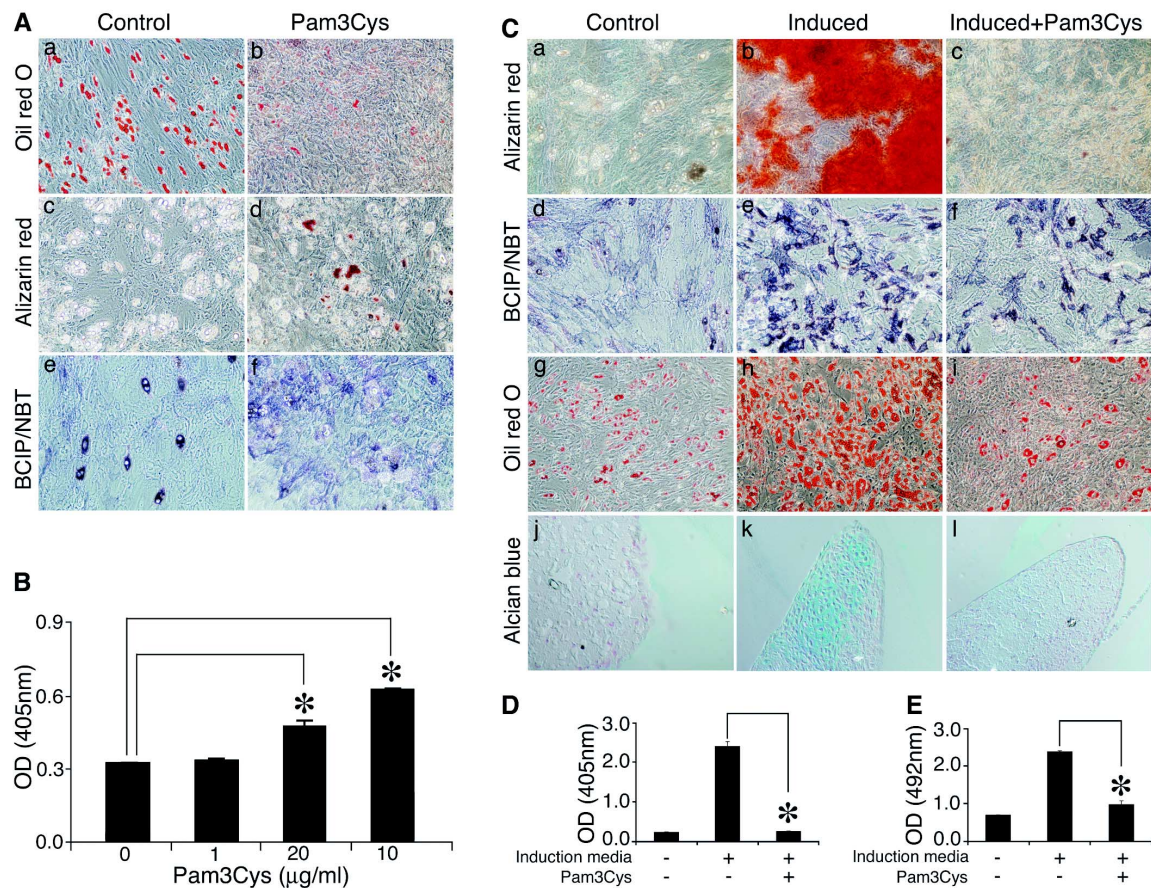 A
Control
Pam3Cys
Oil red O
a
b
Alizarin red
c
d
BCIP/NBT
e
f
B
OD (405nm)
0.9
0.6
0.3
0.0
*
*
0
1
20
10
Pam3Cys (µg/ml)
C
Control
Induced
Induced+Pam3Cys
Alizarin red
a
b
c
BCIP/NBT
d
e
f
Oil red O
g
h
i
Alcian blue
j
k
l
D
OD (405nm)
3.0
2.0
1.0
0.0
*
Induction media - + +
Pam3Cys - - +
E
OD (492nm)
3.0
2.0
1.0
0.0
*
Induction media - + +
Pam3Cys - - +